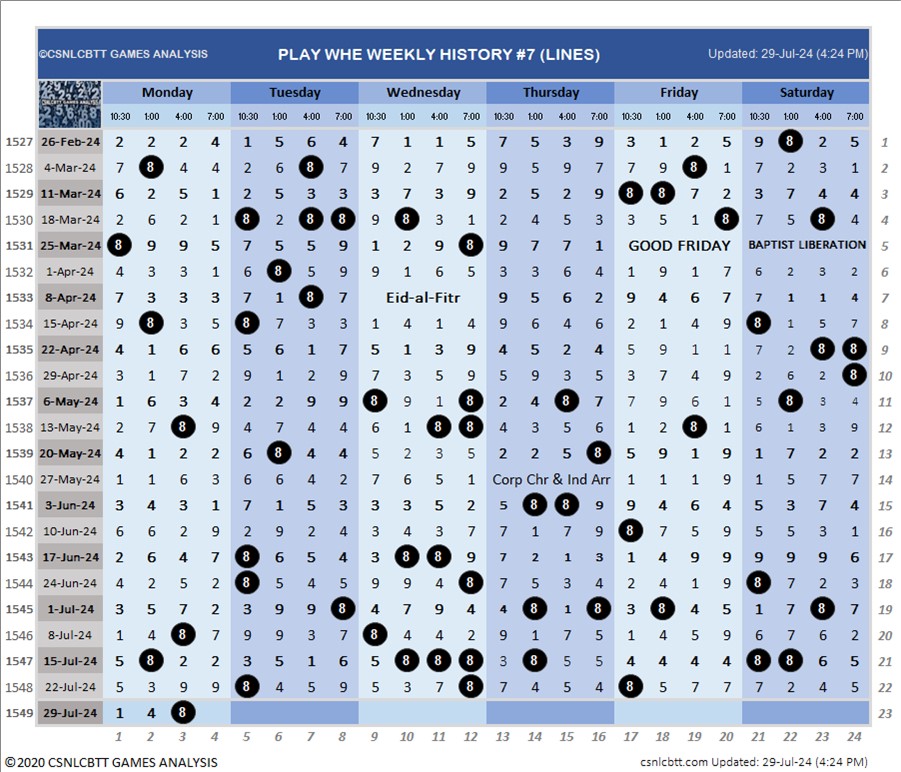 ©CSNLCBTT GAMES ANALYSIS PLAY WHE WEEKLY HISTORY #7 (LINES) Updated: 29-Jul-24 (4:24 PM)
Monday Tuesday Wednesday Thursday Friday Saturday
10:30 1:00 4:00 7:00 10:30 1:00 4:00 7:00 10:30 1:00 4:00 7:00 10:30 1:00 4:00 7:00 10:30 1:00 4:00 7:00 10:30 1:00 4:00 7:00
1527 26-Feb-24 2 2 2 4 1 5 6 4 7 1 1 5 7 5 3 9 3 1 2 5 9 8 2 5 1
1528 4-Mar-24 7 8 4 4 2 6 8 7 9 2 7 9 9 5 9 7 7 9 8 1 7 2 3 1 2
1529 11-Mar-24 6 2 5 1 2 5 3 3 3 7 3 9 2 5 2 9 8 8 7 2 3 7 4 4 3
1530 18-Mar-24 2 6 2 1 8 2 8 8 9 8 3 1 2 4 5 3 3 5 1 8 7 5 8 4 4
1531 25-Mar-24 8 9 9 5 7 5 5 9 1 2 9 8 9 7 7 1 GOOD FRIDAY BAPTIST LIBERATION 5
1532 1-Apr-24 4 3 3 1 6 8 5 9 9 1 6 5 3 3 6 4 1 9 1 7 6 2 3 2 6
1533 8-Apr-24 7 3 3 3 7 1 8 7 Eid-al-Fitr 9 5 6 2 9 4 6 7 7 1 1 4 7
1534 15-Apr-24 9 8 3 5 8 7 3 3 1 4 1 4 9 6 4 6 2 1 4 9 8 1 5 7 8
1535 22-Apr-24 4 1 6 6 5 6 1 7 5 1 3 9 4 5 2 4 5 9 1 1 7 2 8 8 9
1536 29-Apr-24 3 1 7 2 9 1 2 9 7 3 5 9 5 9 3 5 3 7 4 9 2 6 2 8 10
1537 6-May-24 1 6 3 4 2 2 9 9 8 9 1 8 2 4 8 7 7 9 6 1 5 8 3 4 11
1538 13-May-24 2 7 8 9 4 7 4 4 6 1 8 8 4 3 5 6 1 2 8 1 6 1 3 9 12
1539 20-May-24 4 1 2 2 6 8 4 4 5 2 3 5 2 2 5 8 5 9 1 9 1 7 2 2 13
1540 27-May-24 1 1 6 3 6 6 4 2 7 6 5 1 Corp Chr & Ind Arr 1 1 1 9 1 5 7 7 14
1541 3-Jun-24 3 4 3 1 7 1 5 3 3 3 5 2 5 8 8 9 9 4 6 4 5 3 7 4 15
1542 10-Jun-24 6 6 2 9 2 9 2 4 3 4 3 7 7 1 7 9 8 7 6 9 5 5 3 1 16
1543 17-Jun-24 2 6 4 7 8 6 5 4 3 8 8 9 7 2 1 3 1 4 9 9 9 9 9 6 17
1544 24-Jun-24 4 2 5 2 8 5 4 5 9 9 4 8 7 5 3 4 2 4 1 9 8 7 2 3 18
1545 1-Jul-24 3 5 7 2 3 9 9 8 4 7 9 4 4 8 1 8 3 8 4 5 1 7 8 7 19
1546 8-Jul-24 1 4 8 7 9 9 3 7 8 4 4 2 9 1 7 5 1 4 5 9 6 7 6 2 20
1547 15-Jul-24 5 8 2 2 3 5 1 6 5 8 8 8 3 8 5 5 4 4 4 4 8 8 6 5 21
1548 22-Jul-24 5 3 9 9 8 4 5 9 5 3 7 8 7 4 5 4 8 5 7 7 7 2 4 5 22
1549 29-Jul-24 1 4 8 23
1 2 3 4 5 6 7 8 9 10 11 12 13 14 15 16 17 18 19 20 21 22 23 24
©2020 CSNLCBTT GAMES ANALYSIS csnlcbtt.com Updated: 29-Jul-24 (4:24 PM)